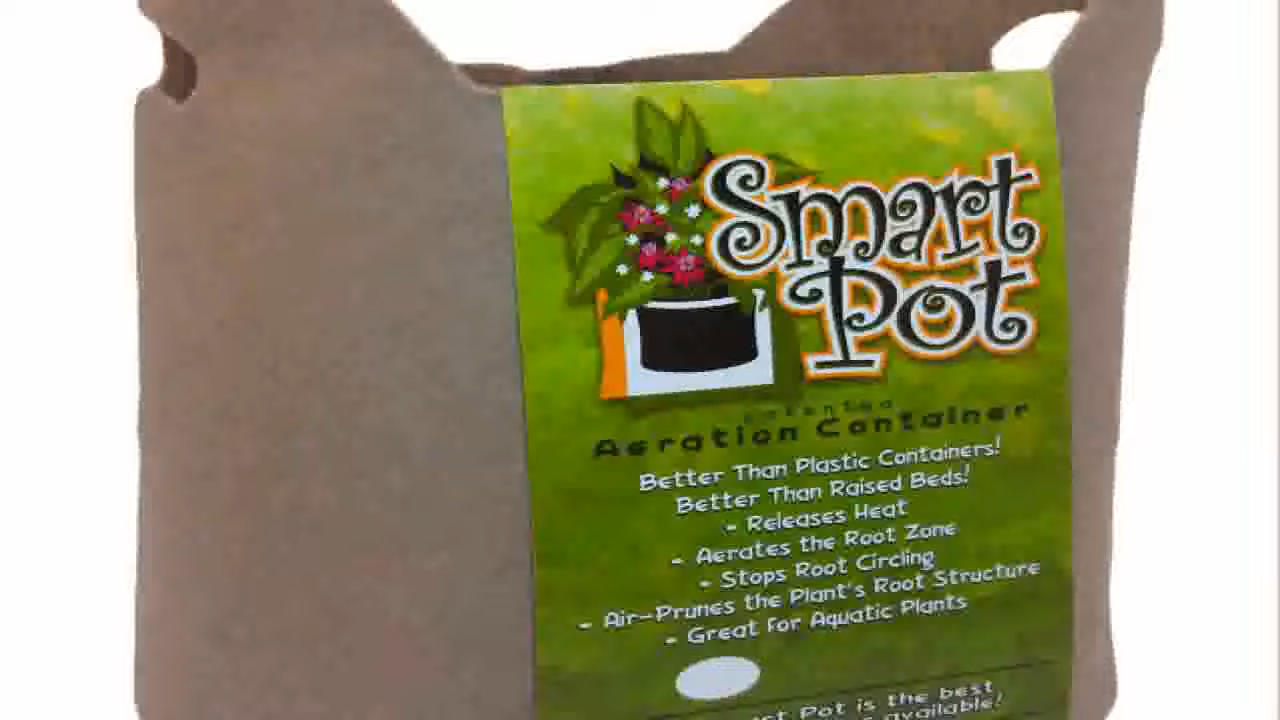 Smart
Pot
patented
Aeration Container
Better Than Plastic Containers!
Better Than Raised Beds!
- Releases Heat
- Aerates the Root Zone
- Stops Root Circling
- Air-Prunes the Plant's Root Structure
- Great for Aquatic Plants
Pot is the best
available!